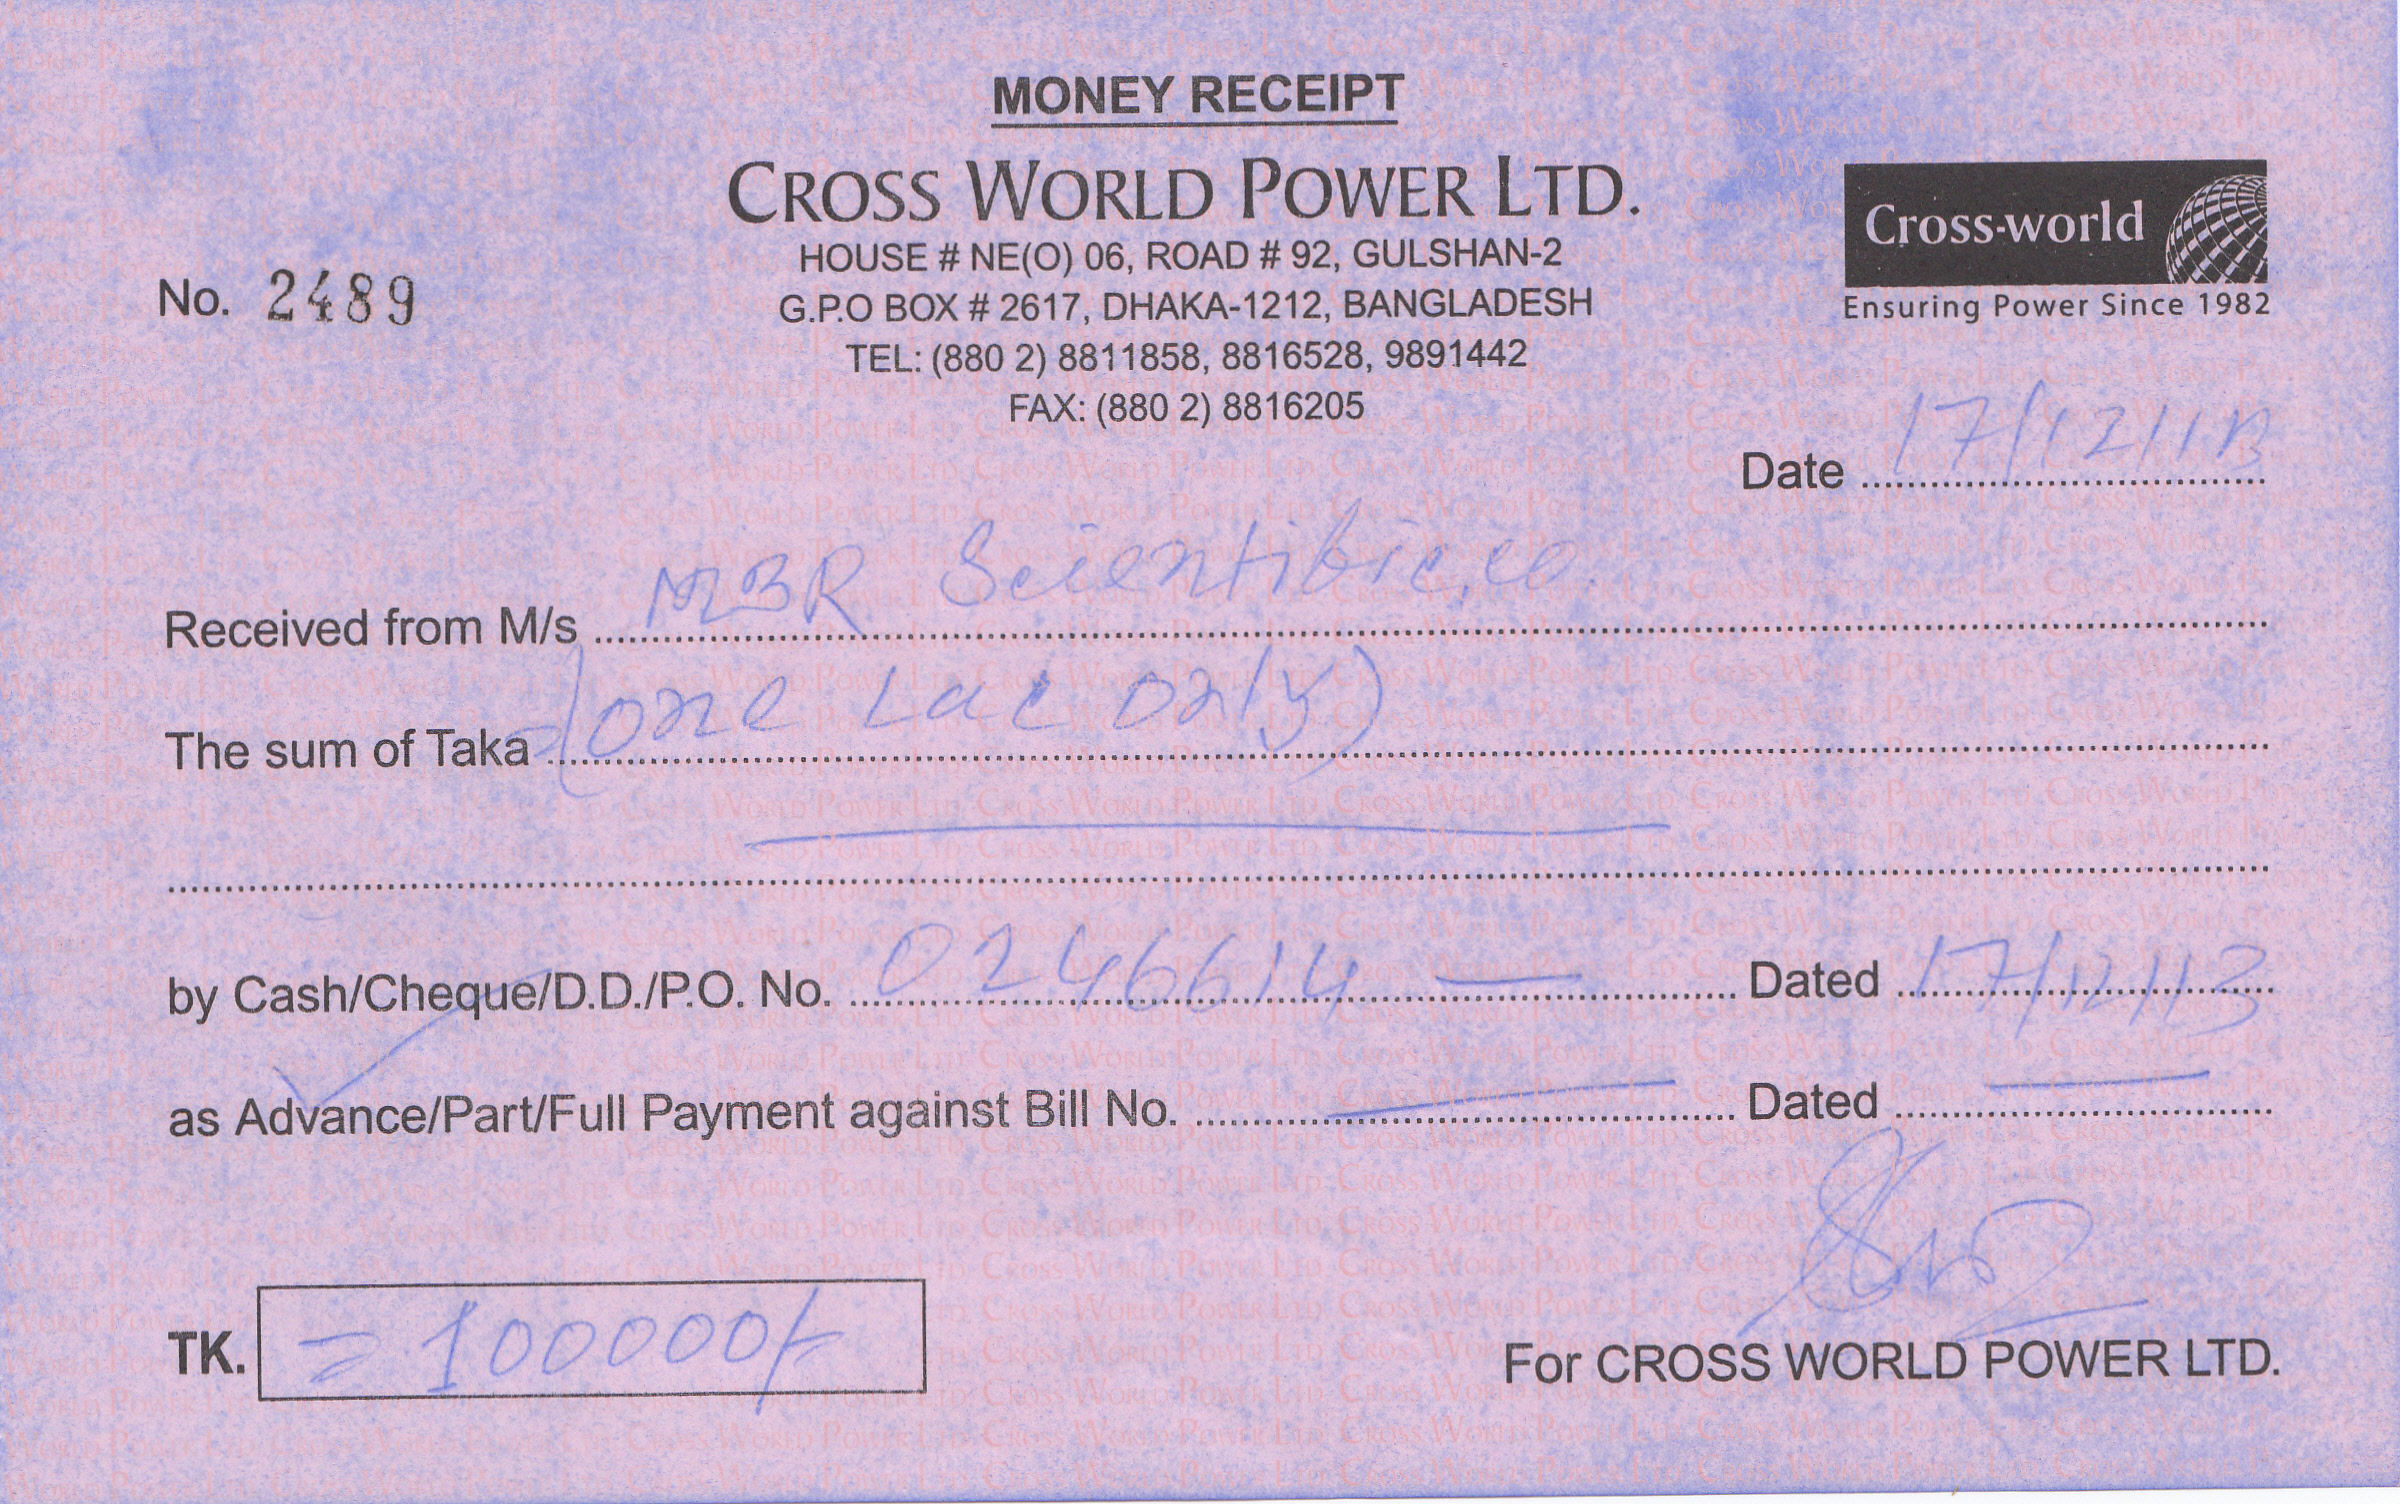 MONEY RECEIPT
CROSS WORLD POWER LTD.
HOUSE # NE(O) 06, ROAD # 92, GULSHAN-2
G.P.O BOX # 2617, DHAKA-1212, BANGLADESH
TEL: (880 2) 8811858, 8816528, 9891442
FAX: (880 2) 8816205
Cross-world
Ensuring Power Since 1982
No. 2489
Date 17/12/13
Received from M/s MBR Scientific.co.
The sum of Taka =(one Lac only)
by Cash/Cheque/D.D./P.O. No. 0246614 — Dated 17/12/13
as Advance/Part/Full Payment against Bill No. — Dated —
TK. =100000/=
For CROSS WORLD POWER LTD.